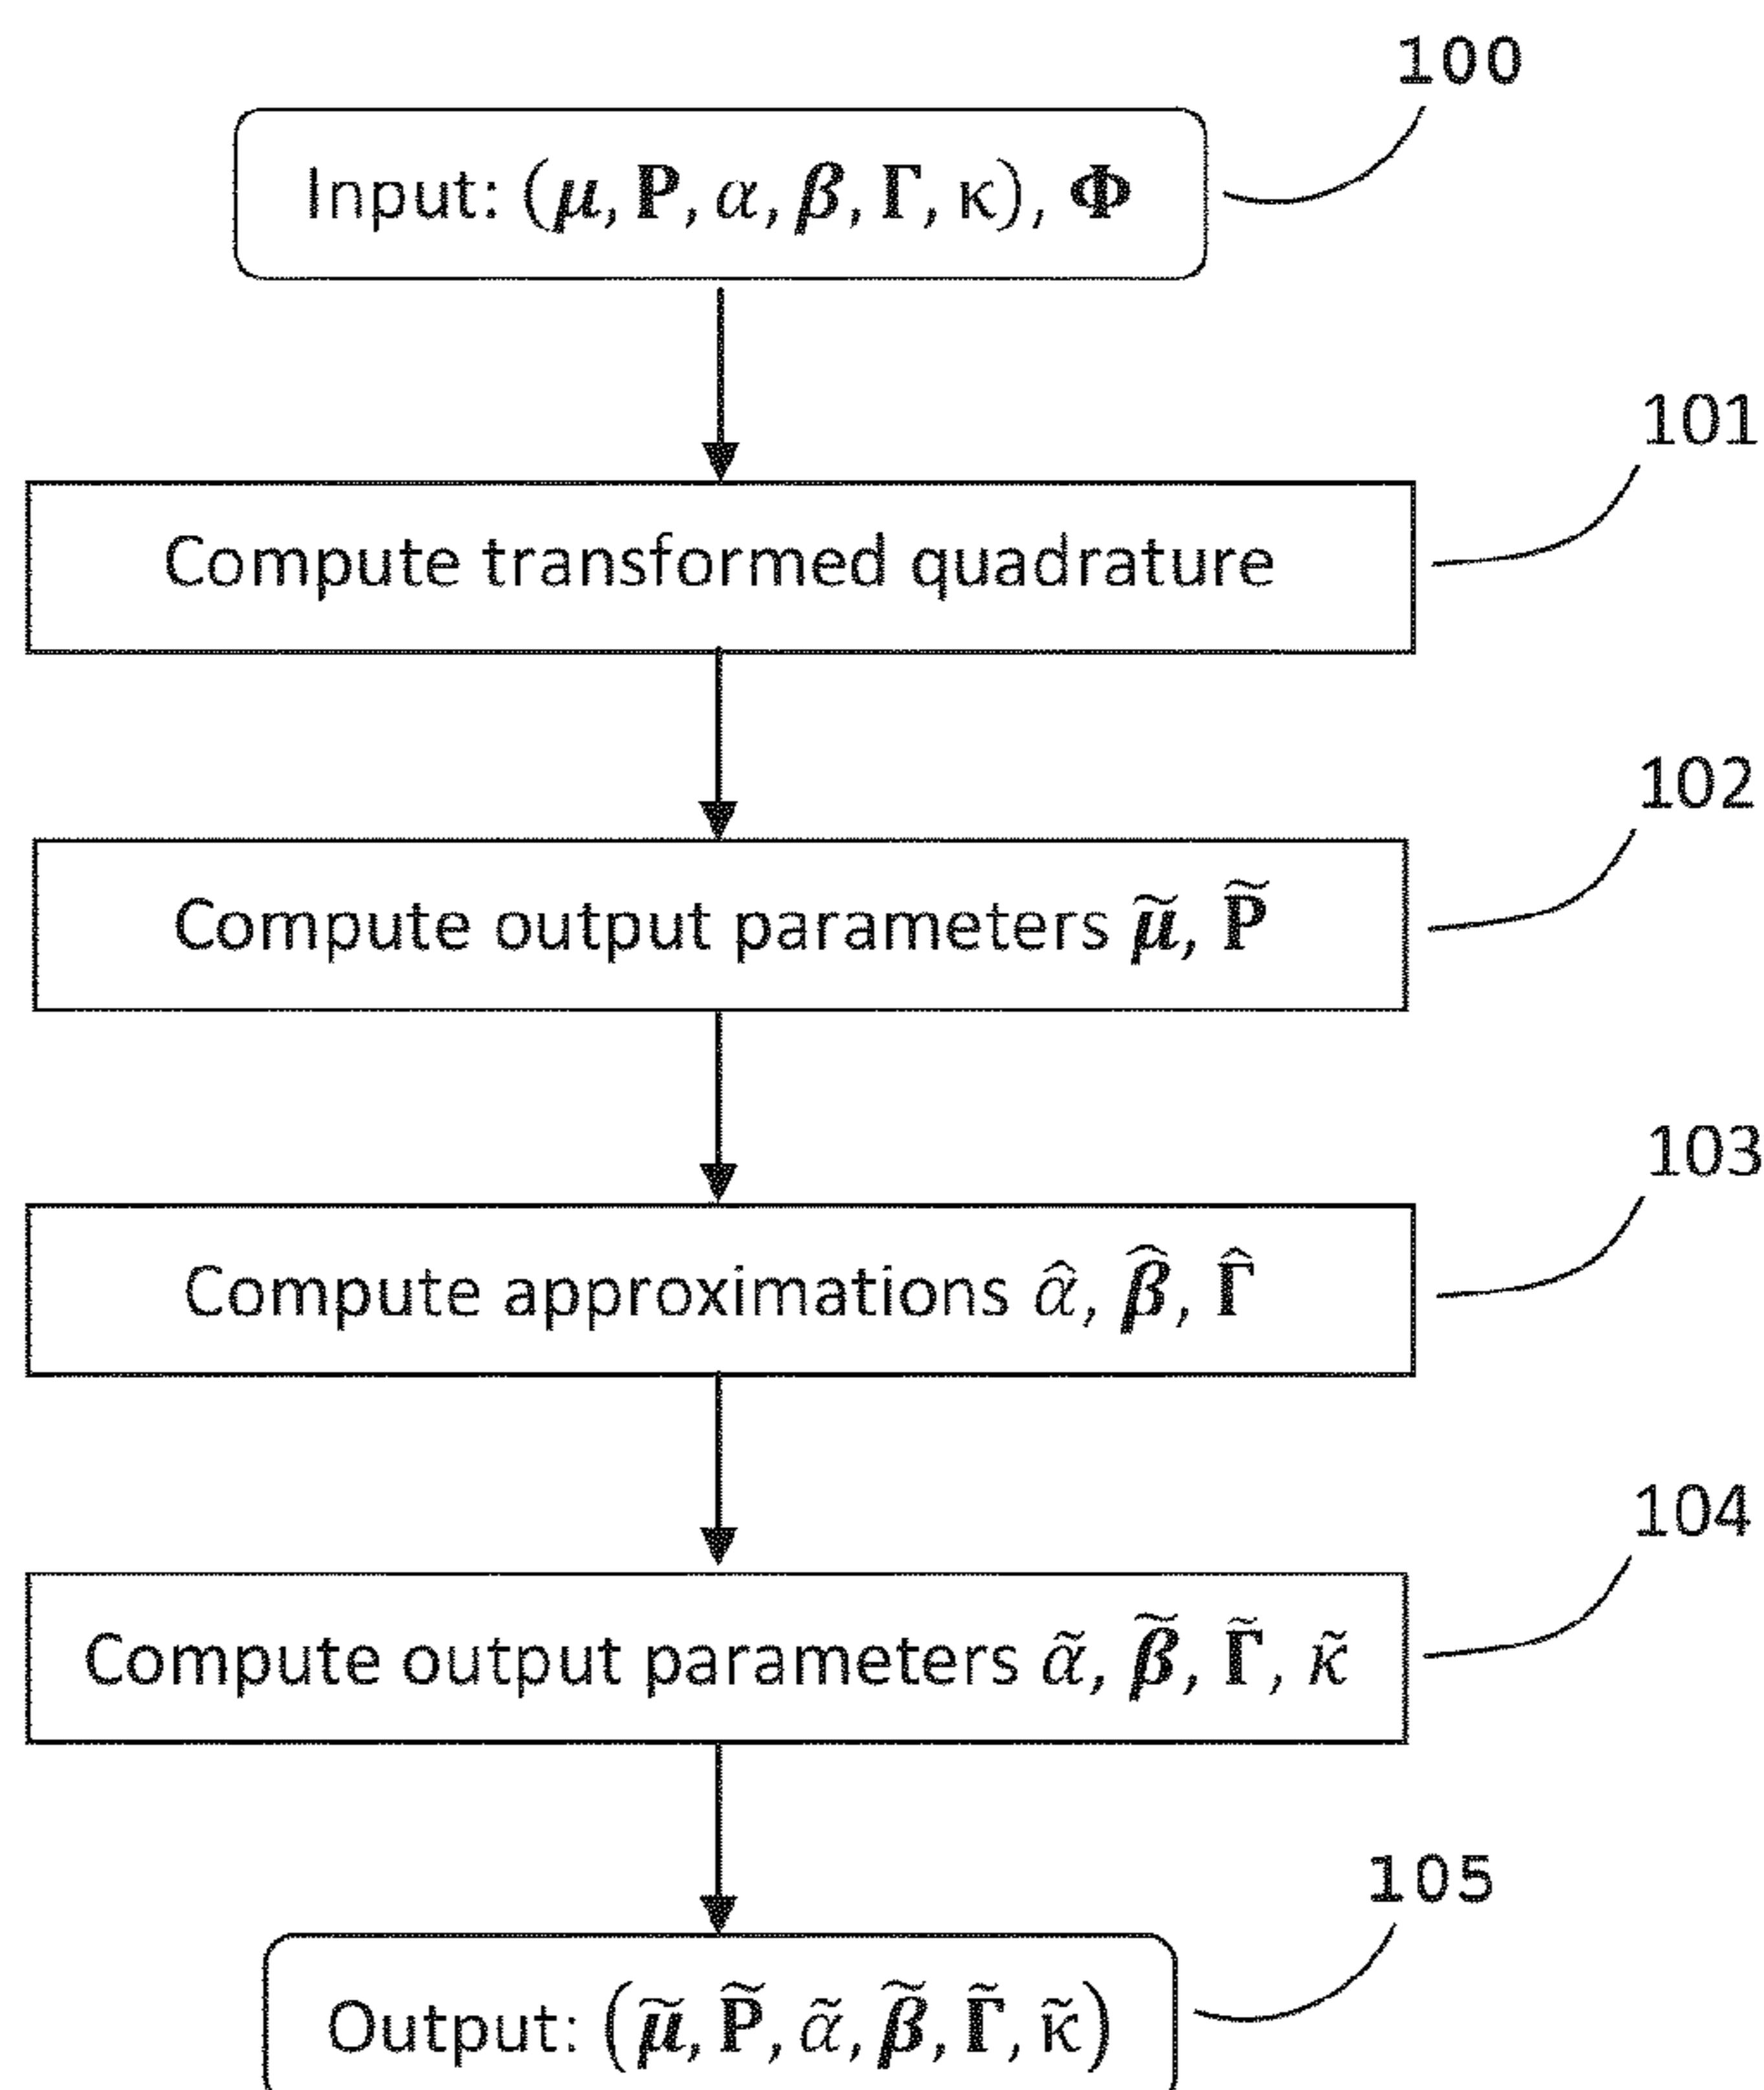 100
Input: (μ, P, α, β, Γ, κ), Φ
101
Compute transformed quadrature
102
Compute output parameters μ̃, P̃
103
Compute approximations α̂, β̂, Γ̂
104
Compute output parameters α̃, β̃, Γ̃, κ̃
105
Output: (μ̃, P̃, α̃, β̃, Γ̃, κ̃)